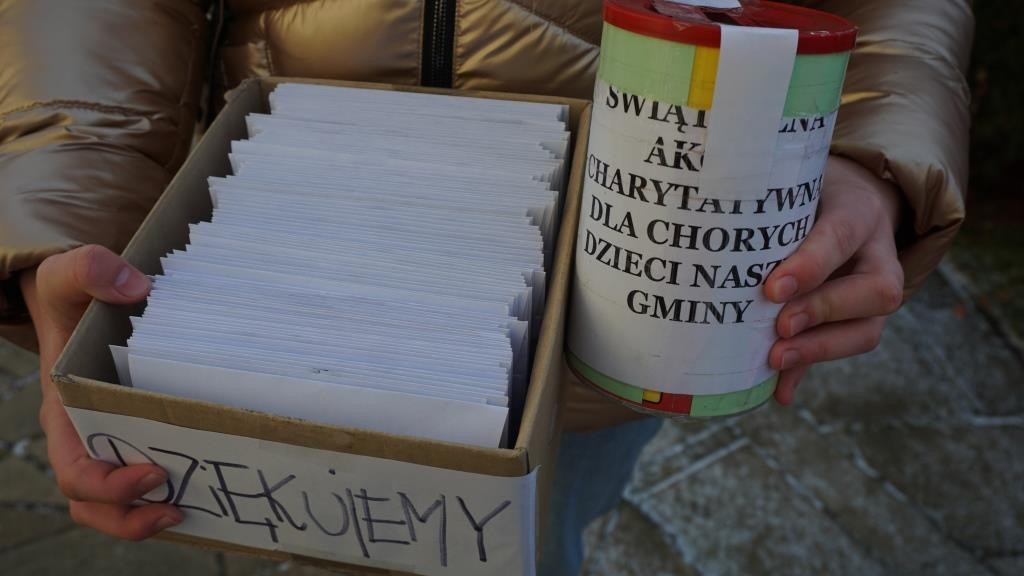 DLA CHORYCH
DZIECI
GMINY
CHARYTATYWNA
DZIĘKUJEMY